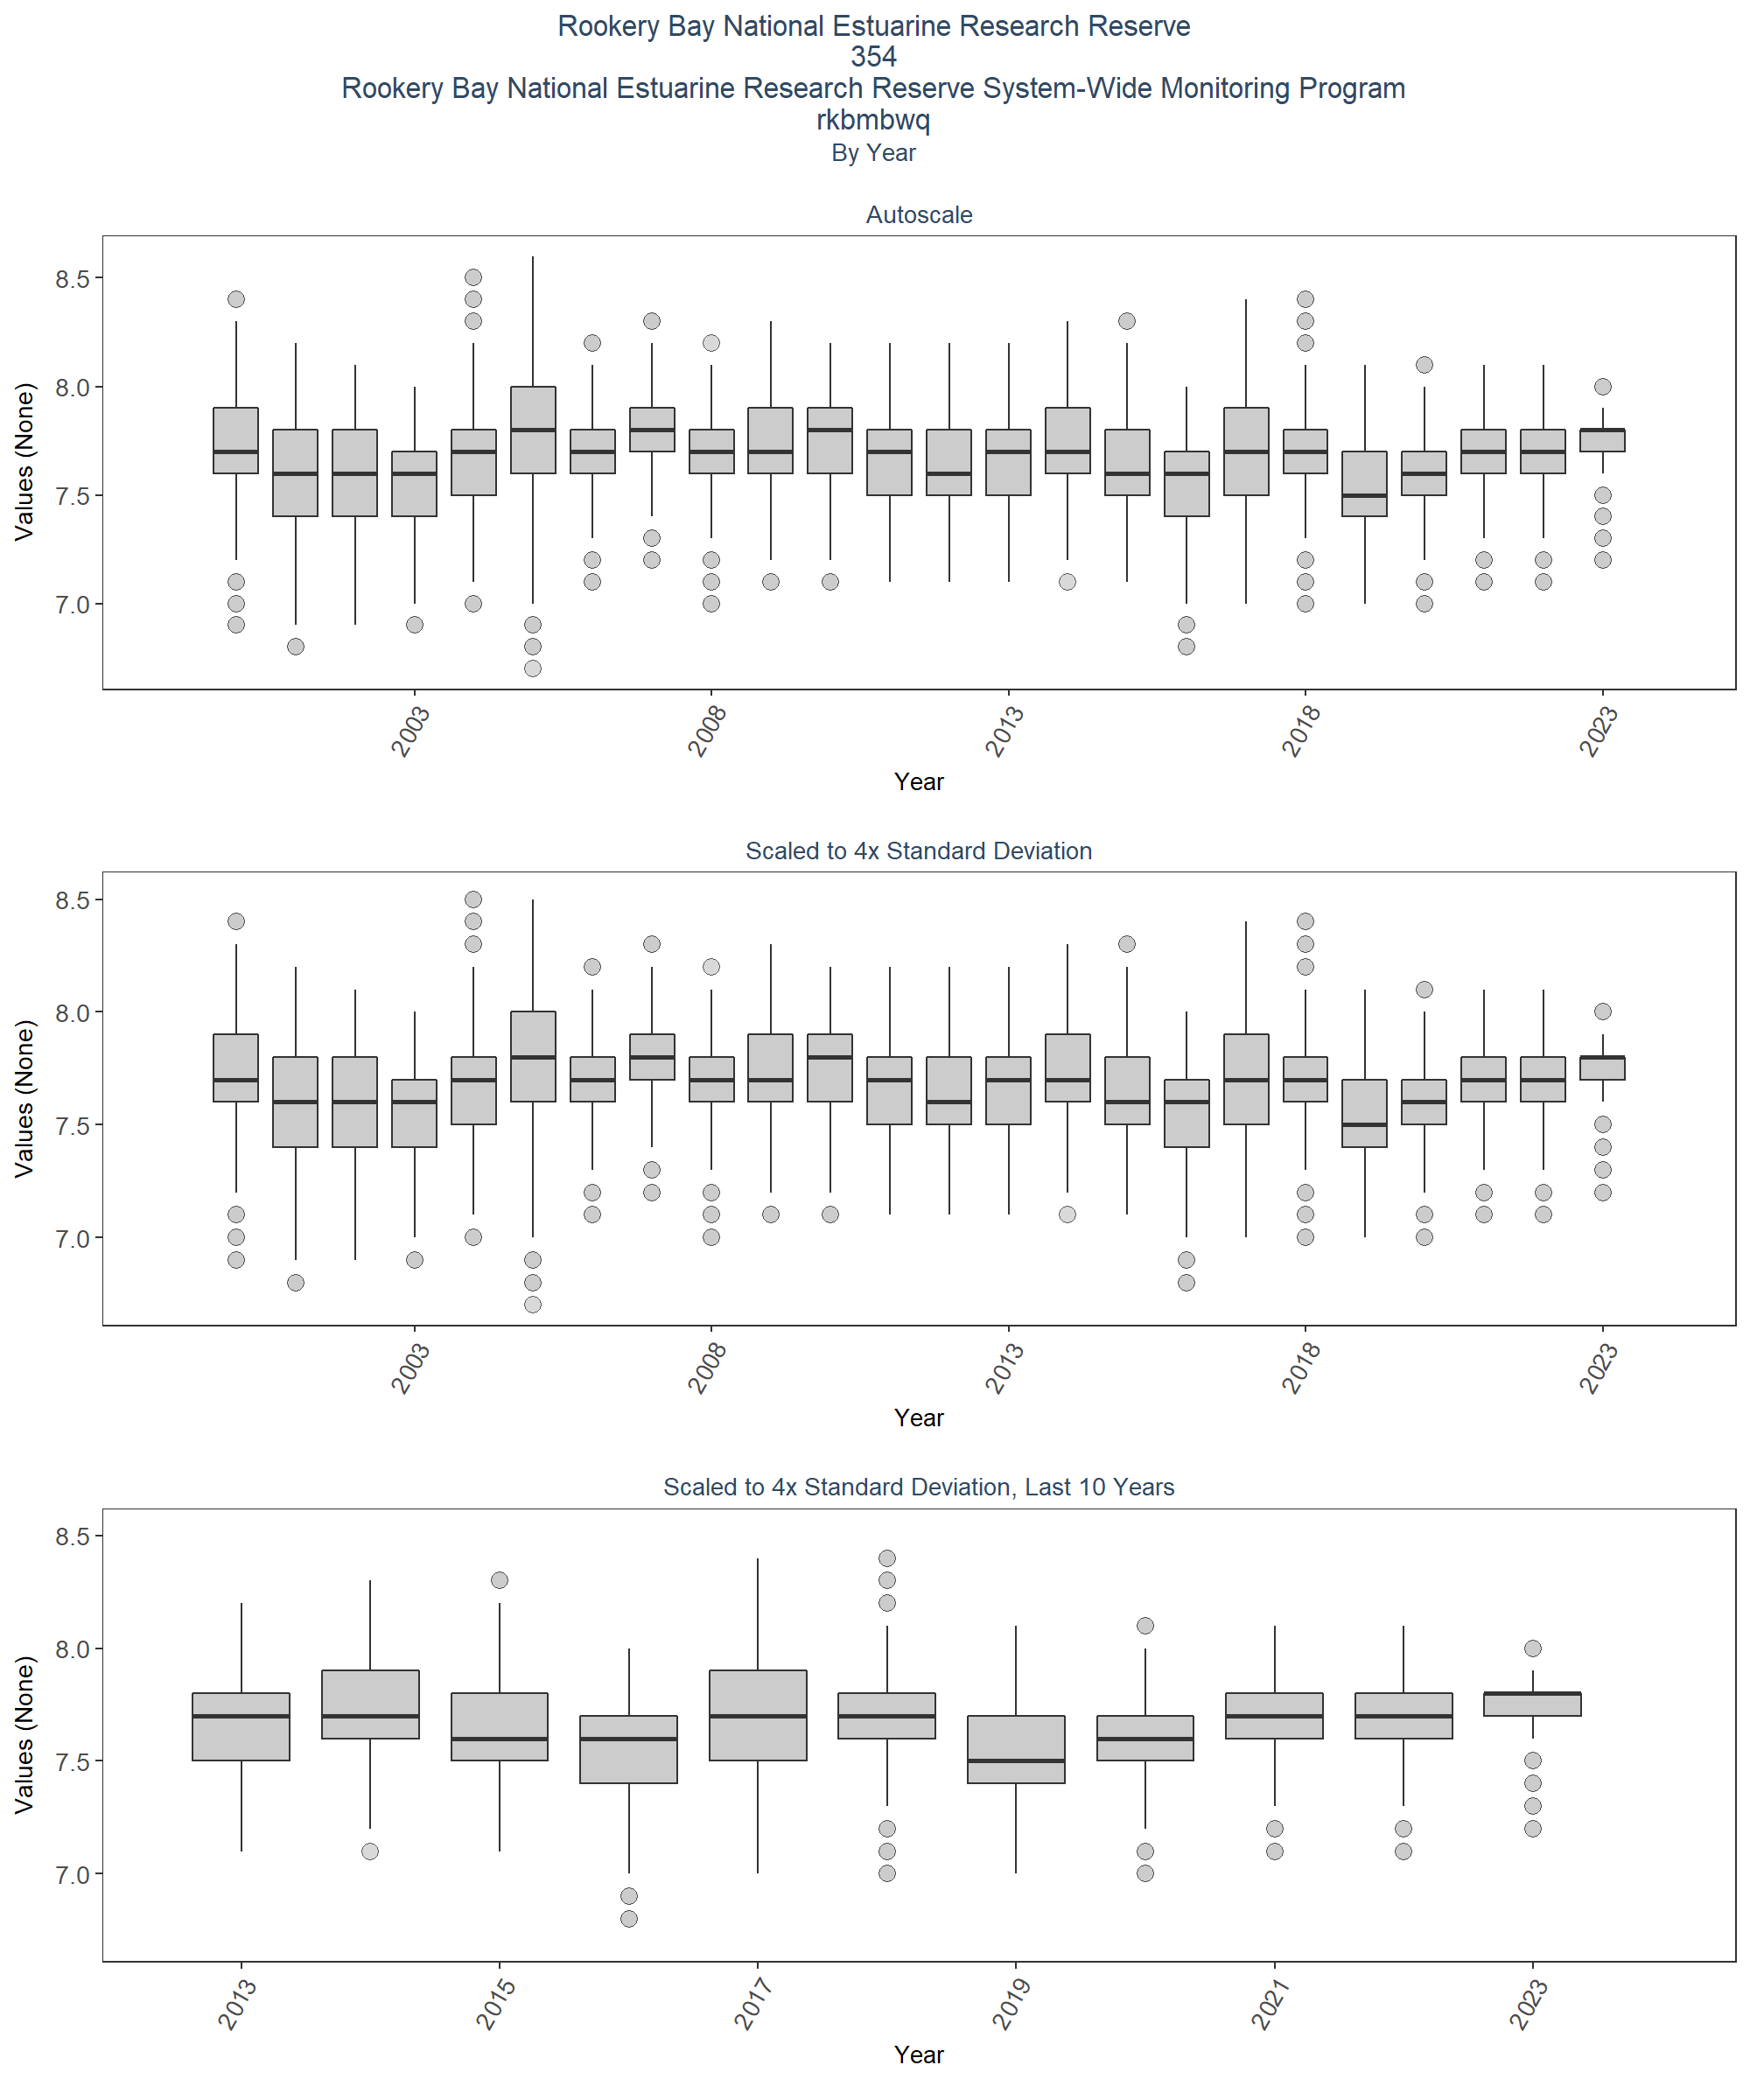 Rookery Bay National Estuarine Research Reserve
354
Rookery Bay National Estuarine Research Reserve System-Wide Monitoring Program
rkbmbwq
By Year
Autoscale
Values (None)
8.5
8.0
7.5
7.0
2003
2008
2013
2018
2023
Year
Scaled to 4x Standard Deviation
Values (None)
8.5
8.0
7.5
7.0
2003
2008
2013
2018
2023
Year
Scaled to 4x Standard Deviation, Last 10 Years
Values (None)
8.5
8.0
7.5
7.0
2013
2015
2017
2019
2021
2023
Year